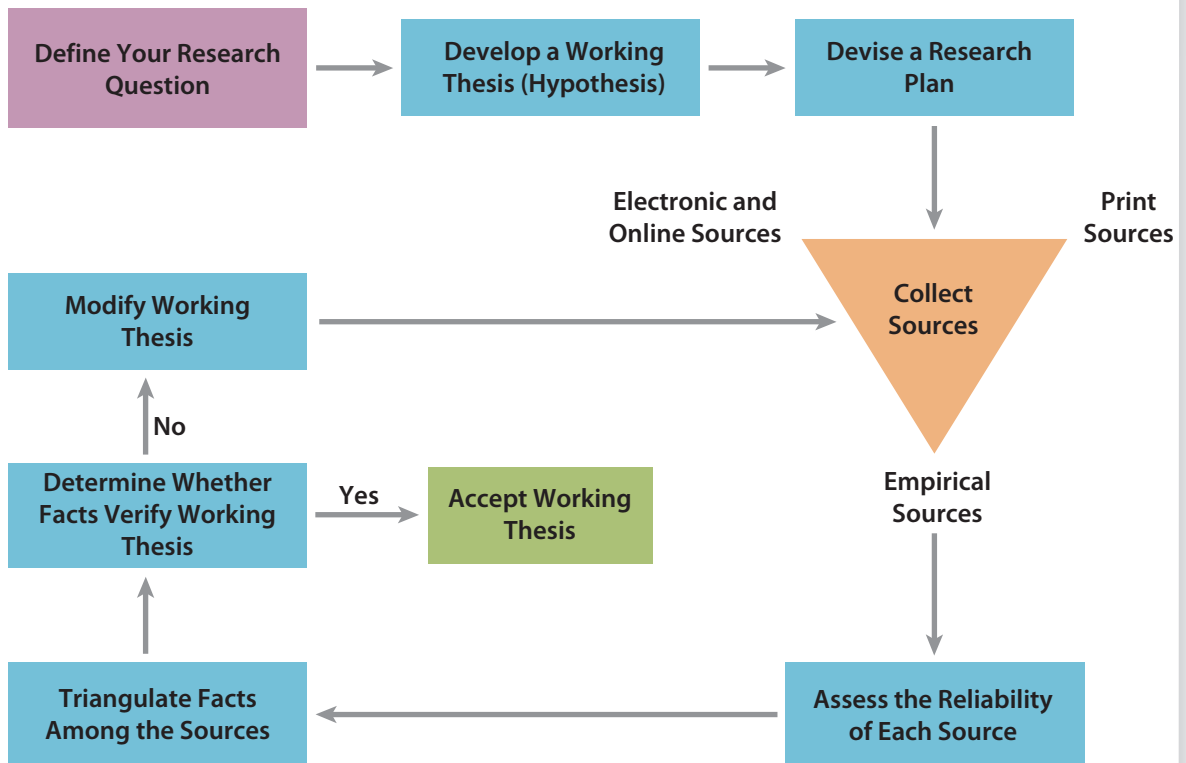 Define Your Research
Question
Develop a Working
Thesis (Hypothesis)
Devise a Research
Plan
Electronic and
Online Sources
Print
Sources
Collect
Sources
Modify Working
Thesis
No
Determine Whether
Facts Verify Working
Thesis
Yes
Accept Working
Thesis
Empirical
Sources
Triangulate Facts
Among the Sources
Assess the Reliability
of Each Source